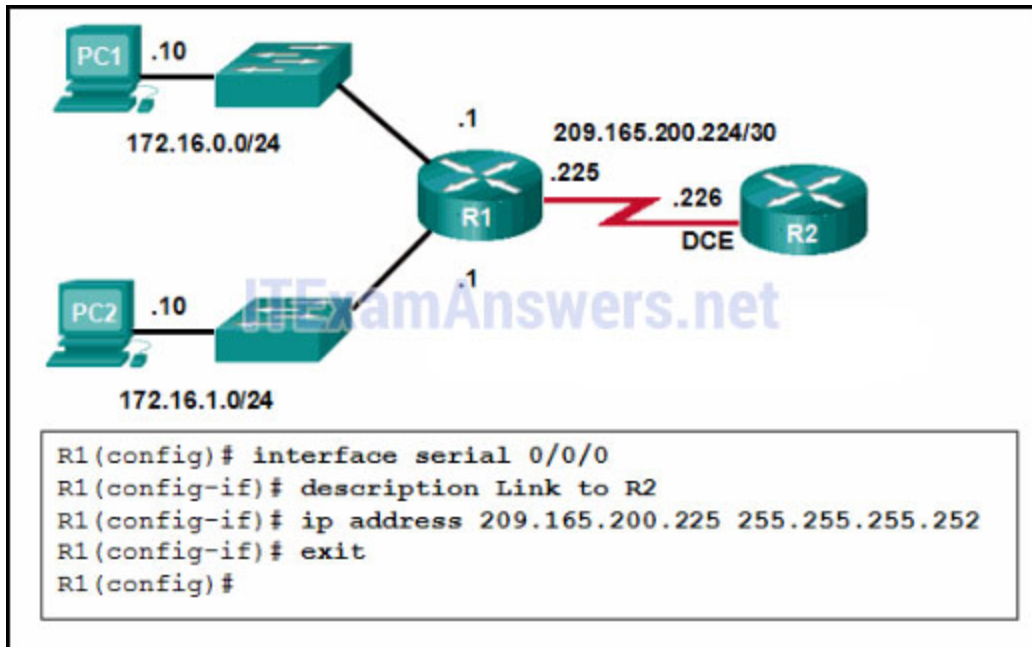 PC1
.10
172.16.0.0/24
.1
209.165.200.224/30
.225
R1
.226
DCE
R2
.1
ITExamAnswers.net
PC2
.10
172.16.1.0/24
R1(config)# interface serial 0/0/0
R1(config-if)# description Link to R2
R1(config-if)# ip address 209.165.200.225 255.255.255.252
R1(config-if)# exit
R1(config)#